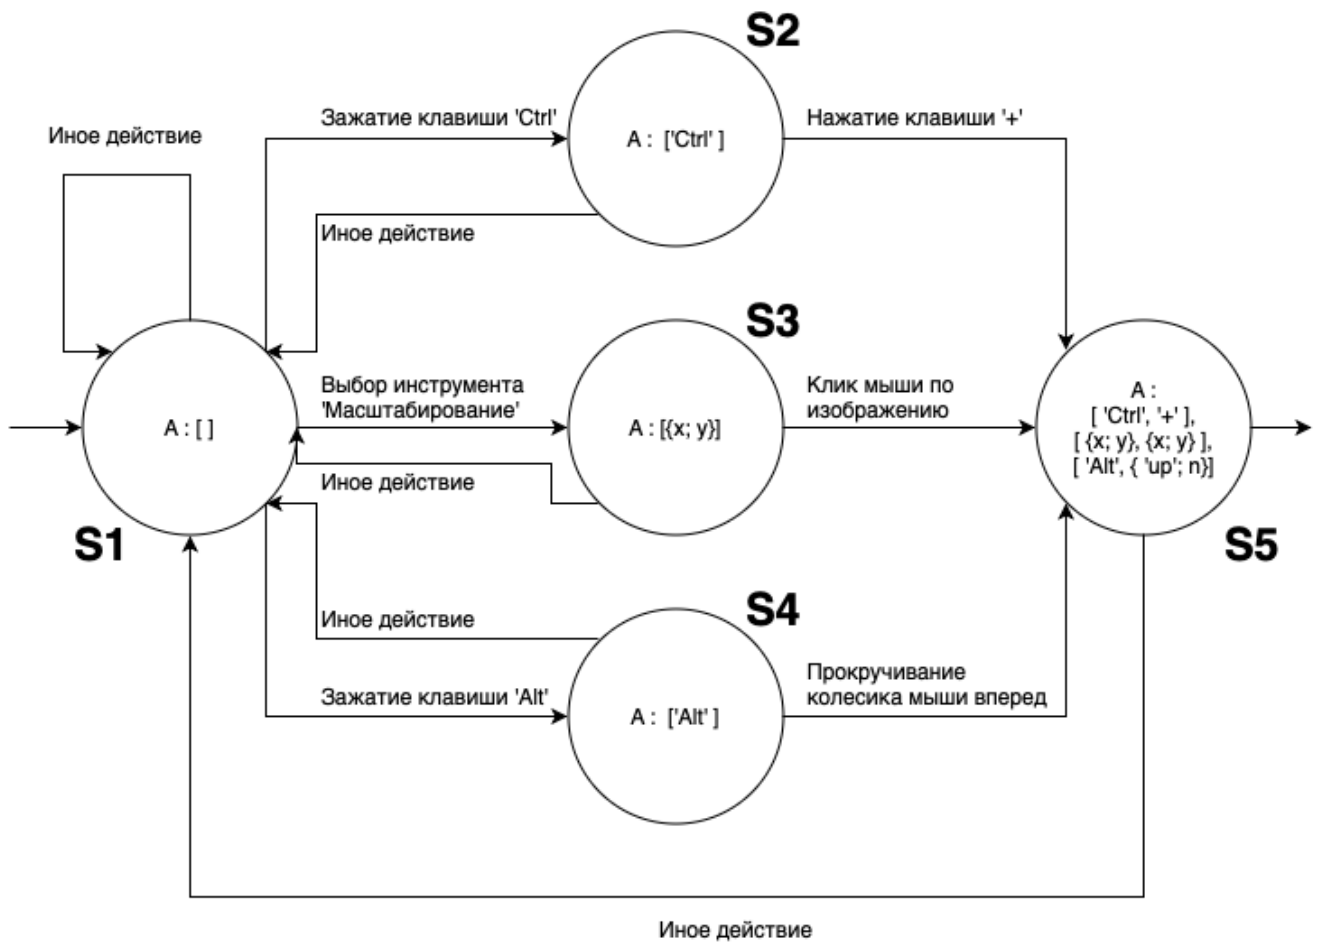 S2
Зажатие клавиши 'Ctrl'
Нажатие клавиши '+'
Иное действие
A : ['Ctrl' ]
Иное действие
S3
Выбор инструмента
'Масштабирование'
Клик мыши по
изображению
A : [ ]
A : [{x; y}]
A :
[ 'Ctrl', '+' ],
[ {x; y}, {x; y} ],
[ 'Alt', { 'up'; n}]
Иное действие
S1
S5
S4
Иное действие
Прокручивание
колесика мыши вперед
Зажатие клавиши 'Alt'
A : ['Alt' ]
Иное действие